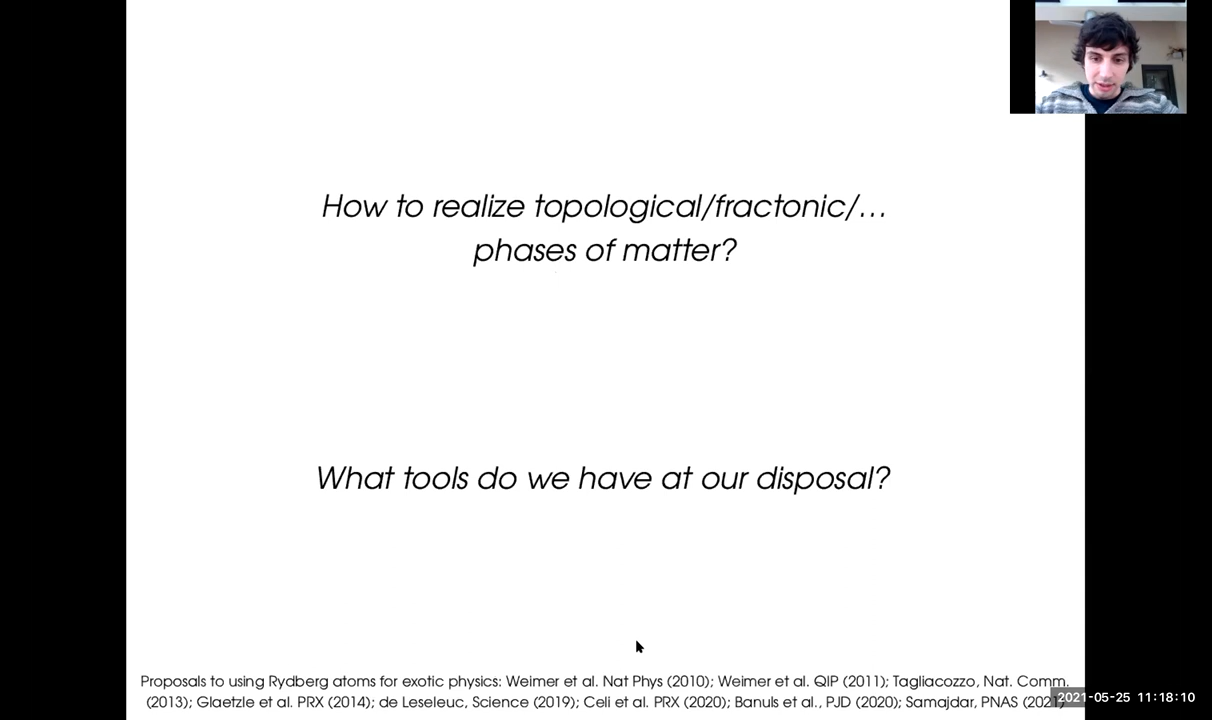 How to realize topological/fractonic/...
phases of matter?
What tools do we have at our disposal?
Proposals to using Rydberg atoms for exotic physics: Weimer et al. Nat Phys (2010); Weimer et al. QIP (2011); Tagliacozzo, Nat. Comm.
(2013); Glaetzle et al. PRX (2014); de Leseleuc, Science (2019); Celi et al. PRX (2020); Banuls et al., PJD (2020); Samajdar, PNAS (2021)
2021-05-25 11:18:10